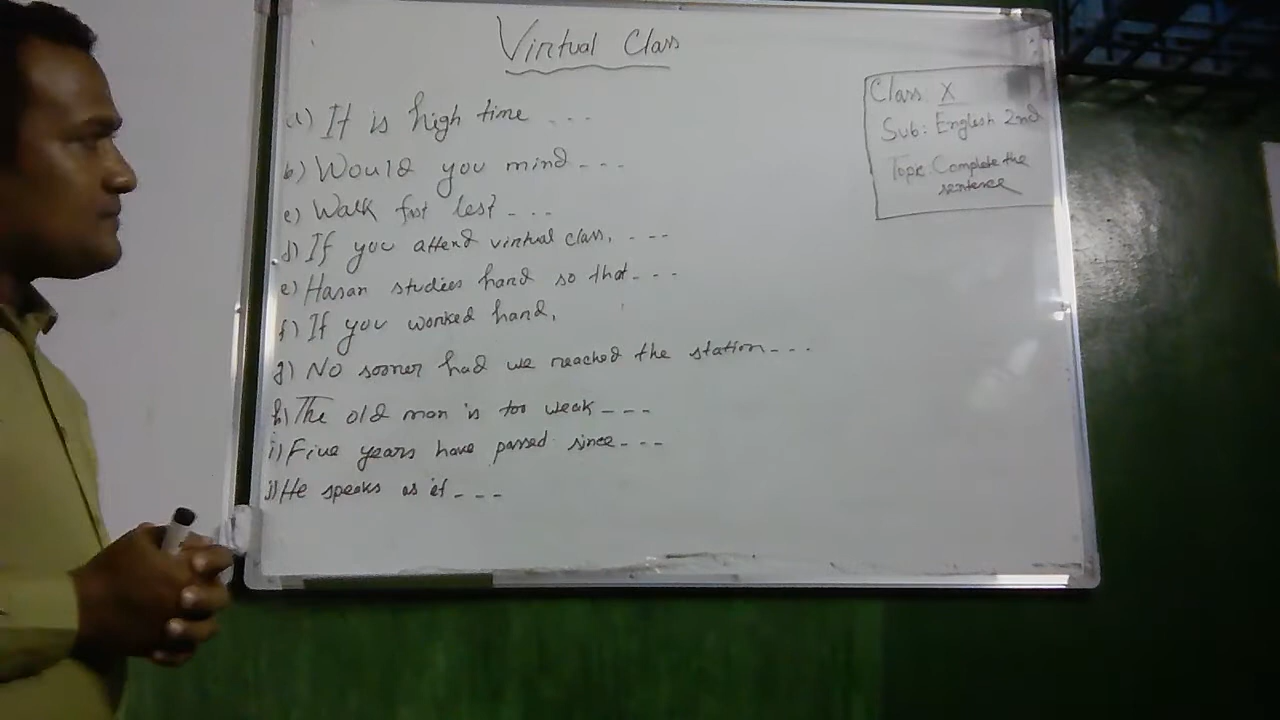 Virtual Class
Class X
Sub: English 2nd
Topic: Complete the
sentence
a) It is high time ...
b) Would you mind ---
c) Walk fast lest ---
d) If you attend virtual class, ---
e) Hasan studies hard so that ---
f) If you worked hard,
g) No sooner had we reached the station ---
h) The old man is too weak ---
i) Five years have passed since ---
j) He speaks as if ---